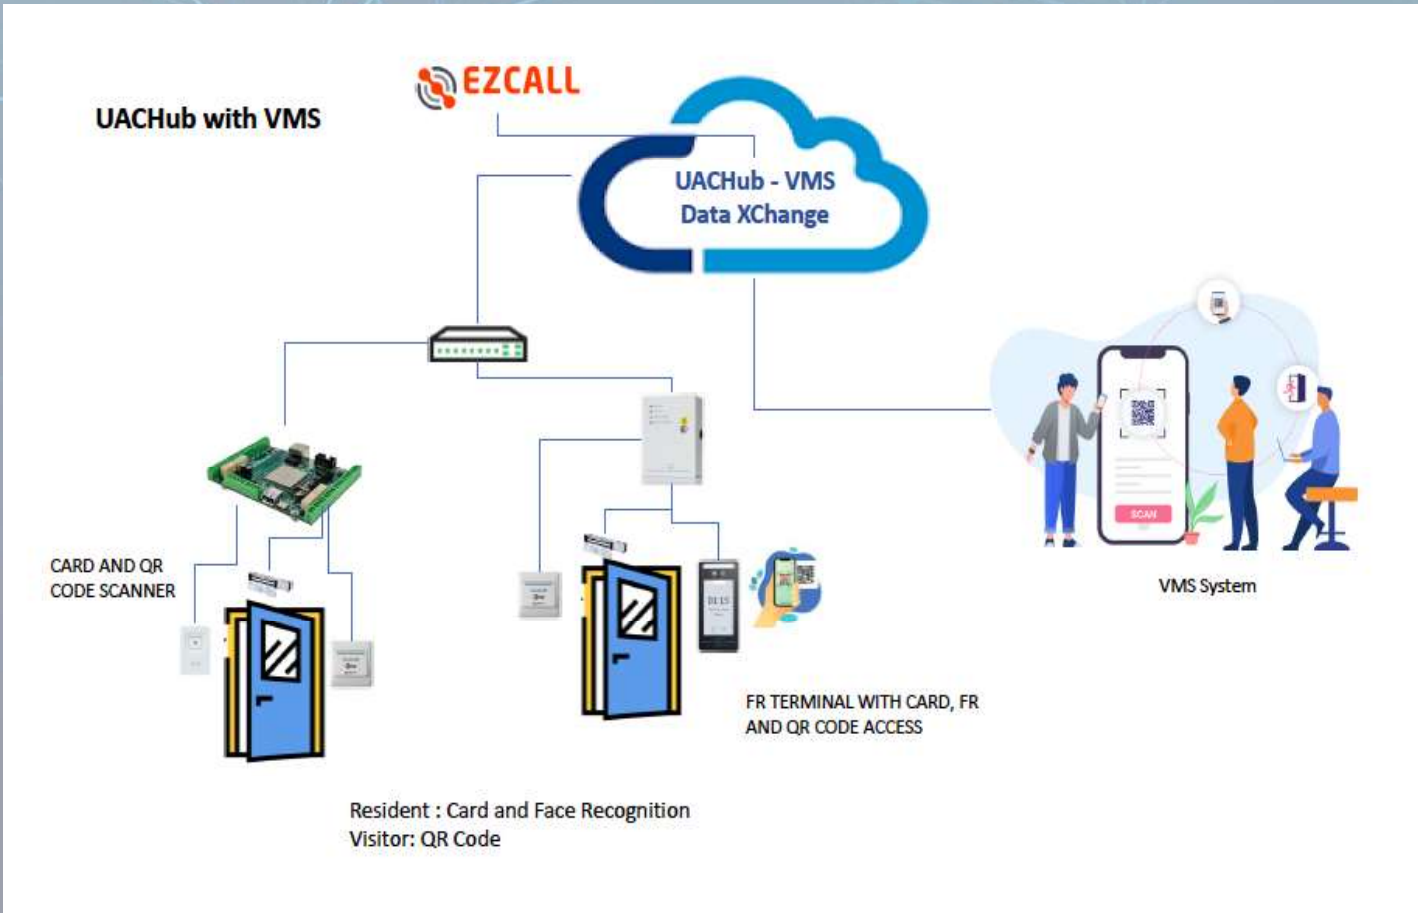 EZCALL
UACHub with VMS
UACHub - VMS
Data XChange
SCAN
CARD AND QR
CODE SCANNER
VMS System
FR TERMINAL WITH CARD, FR
AND QR CODE ACCESS
Resident : Card and Face Recognition
Visitor: QR Code